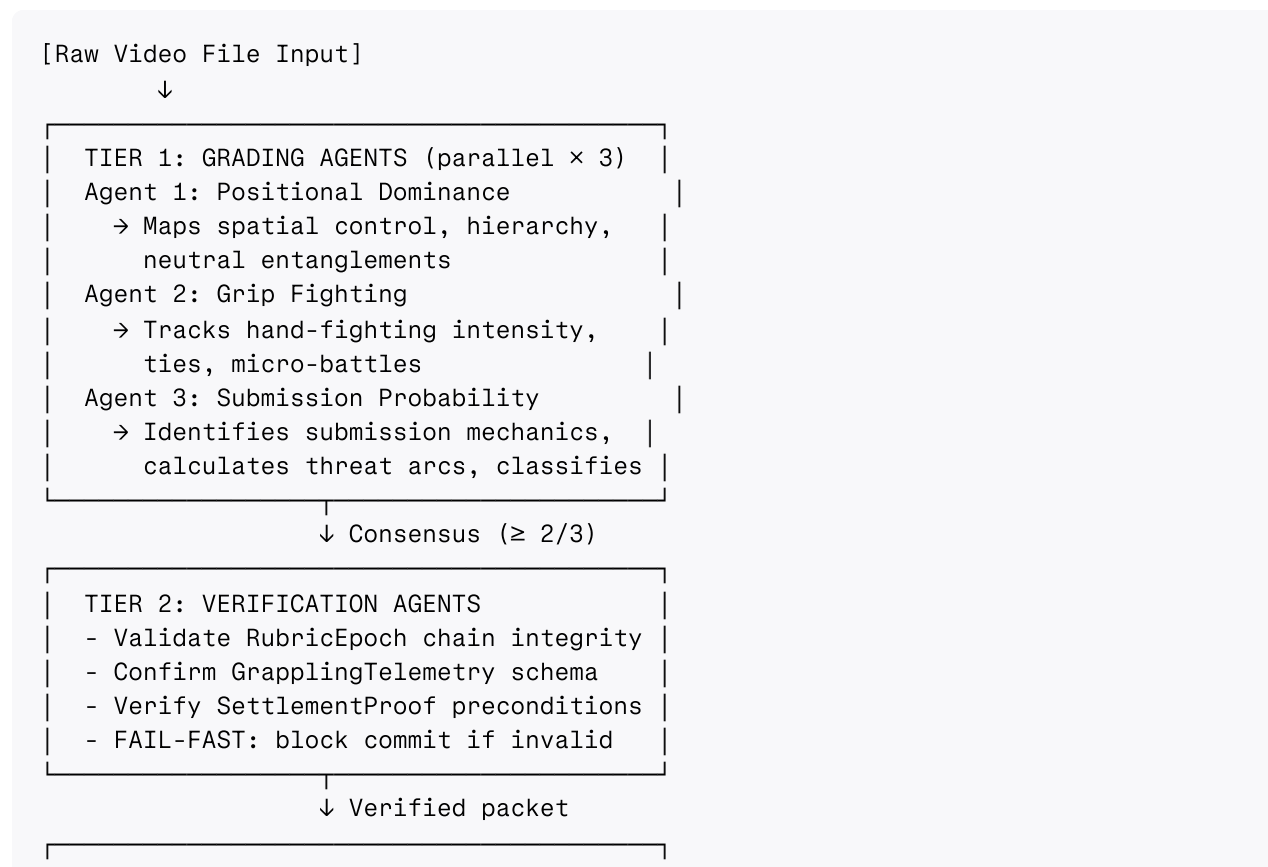 [Raw Video File Input]
↓
TIER 1: GRADING AGENTS (parallel × 3)
Agent 1: Positional Dominance
→ Maps spatial control, hierarchy,
neutral entanglements
Agent 2: Grip Fighting
→ Tracks hand-fighting intensity,
ties, micro-battles
Agent 3: Submission Probability
→ Identifies submission mechanics,
calculates threat arcs, classifies
↓ Consensus (≥ 2/3)
TIER 2: VERIFICATION AGENTS
- Validate RubricEpoch chain integrity
- Confirm GrapplingTelemetry schema
- Verify SettlementProof preconditions
- FAIL-FAST: block commit if invalid
↓ Verified packet